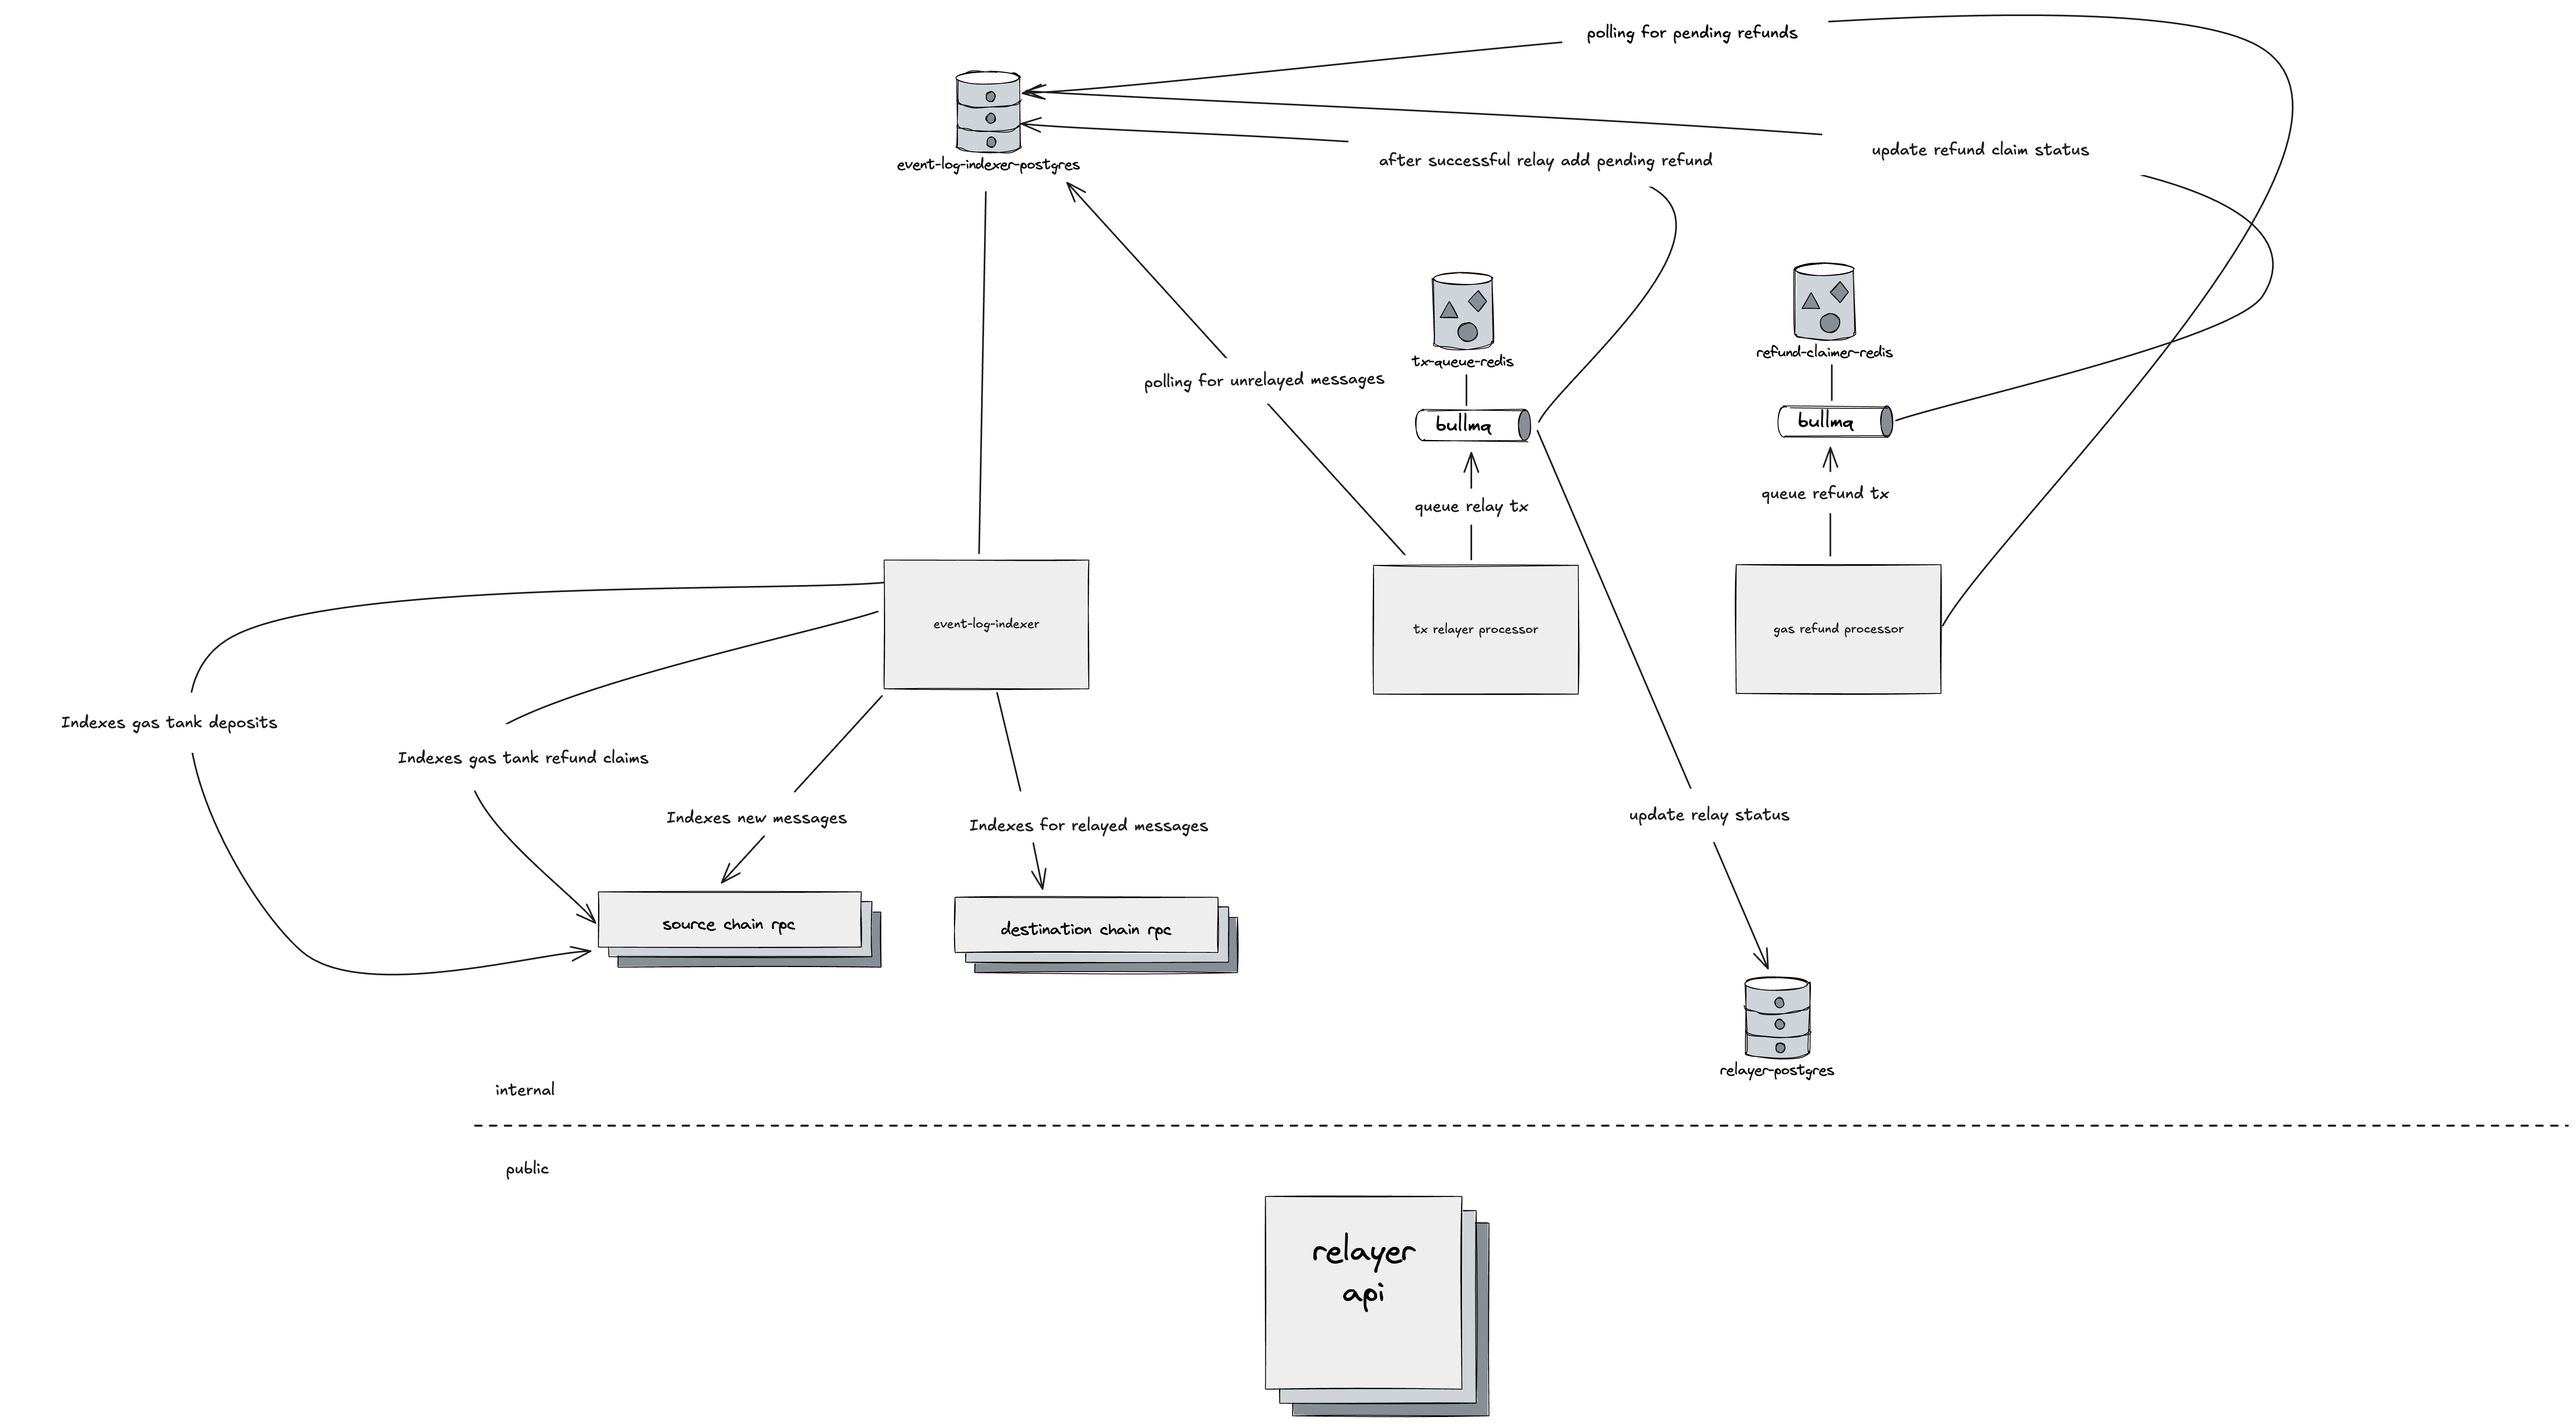 polling for pending refunds
update refund claim status
after successful relay add pending refund
event-log-indexer-postgres
tx-queue-redis
refund-claimer-redis
polling for unrelayed messages
bullmq
bullmq
queue relay tx
queue refund tx
event-log-indexer
tx relayer processor
gas refund processor
Indexes gas tank deposits
Indexes gas tank refund claims
Indexes new messages
Indexes for relayed messages
update relay status
source chain rpc
destination chain rpc
relayer-postgres
internal
public
relayer
api